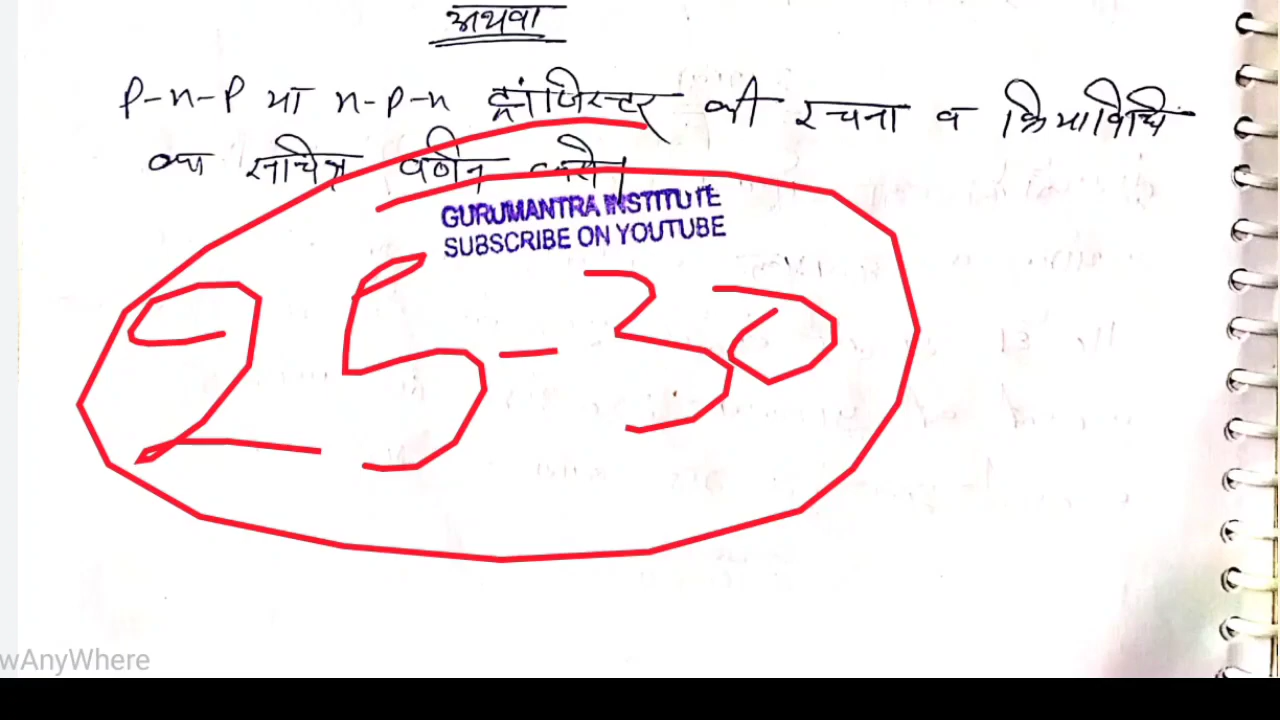 अथवा
P-n-P या n-p-n ट्रांजिस्टर की रचना व क्रियाविधि
का सचित्र वर्णन करो।
GURUMANTRA INSTITUTE
SUBSCRIBE ON YOUTUBE
25-30
wAnyWhere